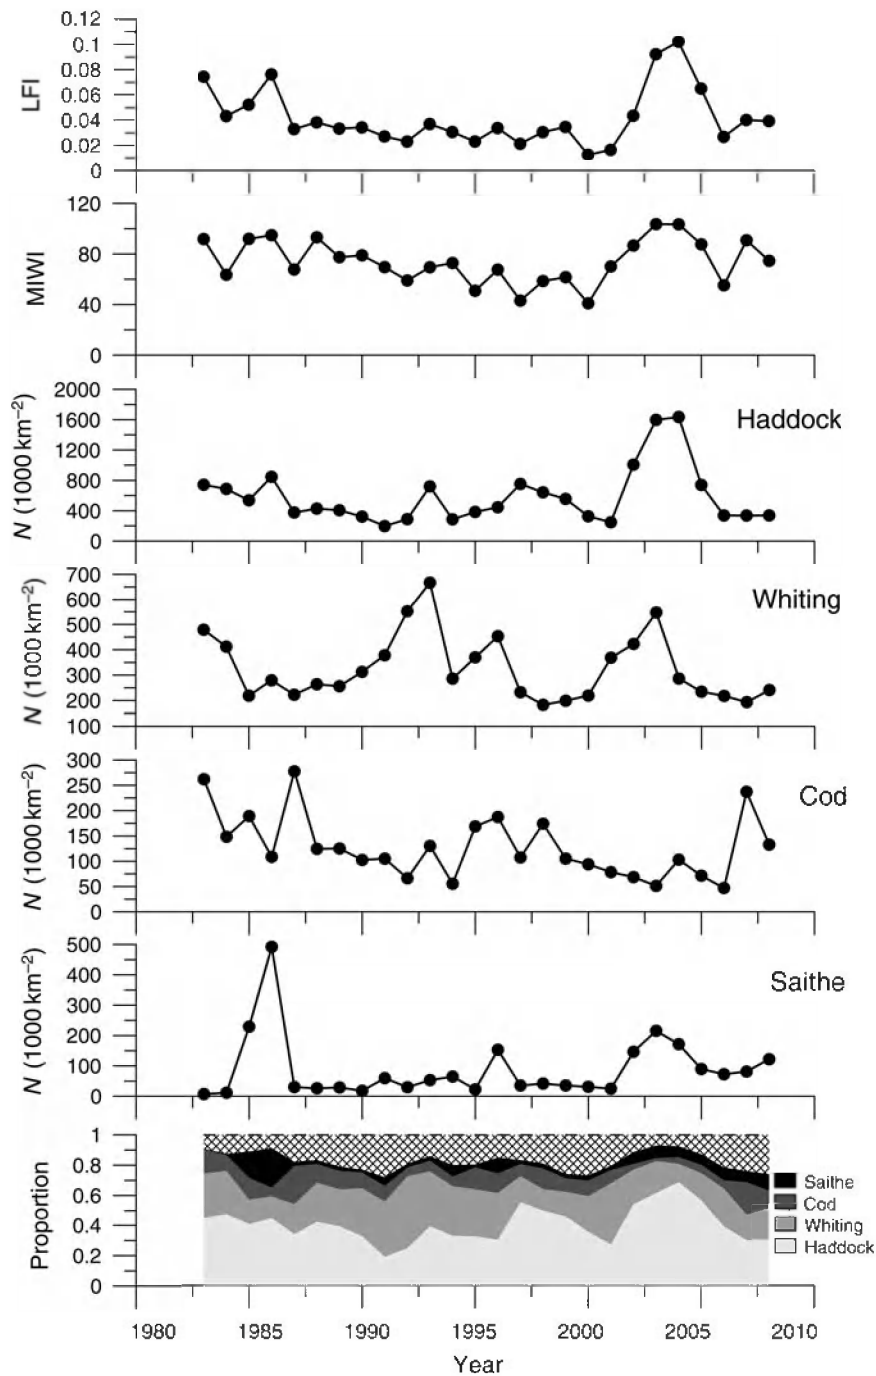 0.12
0.1
0.08
0.06
0.04
0.02
0
LFI
120
80
40
0
MIWI
2000
1600
1200
800
400
0
N (1000 km⁻²)
Haddock
700
600
500
400
300
200
100
N (1000 km⁻²)
Whiting
300
250
200
150
100
50
0
N (1000 km⁻²)
Cod
500
400
300
200
100
0
N (1000 km⁻²)
Saithe
1
0.8
0.6
0.4
0.2
0
Proportion
Saithe
Cod
Whiting
Haddock
1980 1985 1990 1995 2000 2005 2010
Year